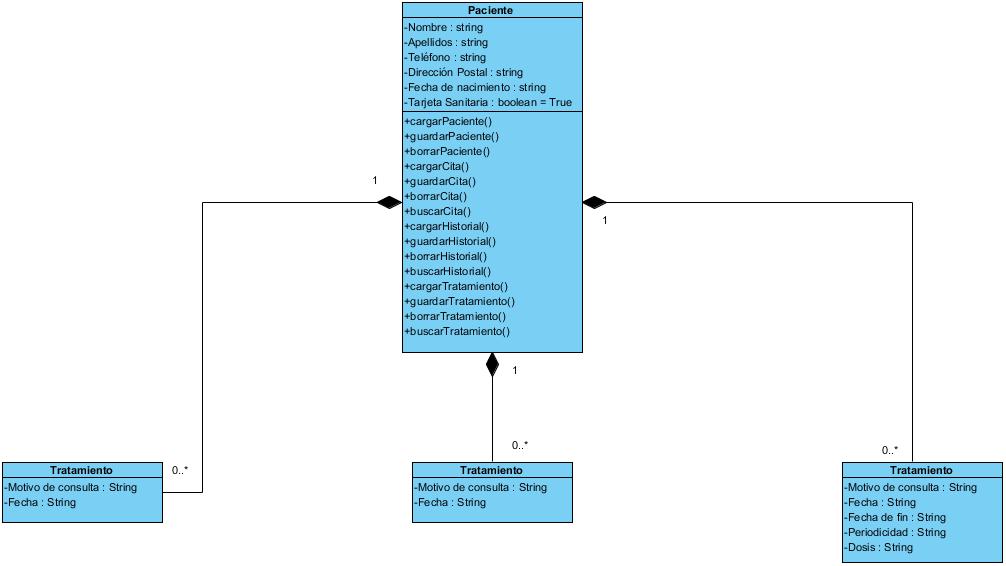 Paciente
-Nombre : string
-Apellidos : string
-Teléfono : string
-Dirección Postal : string
-Fecha de nacimiento : string
-Tarjeta Sanitaria : boolean = True
+cargarPaciente()
+guardarPaciente()
+borrarPaciente()
+cargarCita()
+guardarCita()
+borrarCita()
+buscarCita()
+cargarHistorial()
+guardarHistorial()
+borrarHistorial()
+buscarHistorial()
+cargarTratamiento()
+guardarTratamiento()
+borrarTratamiento()
+buscarTratamiento()
1
1
1
0..*
0..*
0..*
Tratamiento
-Motivo de consulta : String
-Fecha : String
Tratamiento
-Motivo de consulta : String
-Fecha : String
Tratamiento
-Motivo de consulta : String
-Fecha : String
-Fecha de fin : String
-Periodicidad : String
-Dosis : String